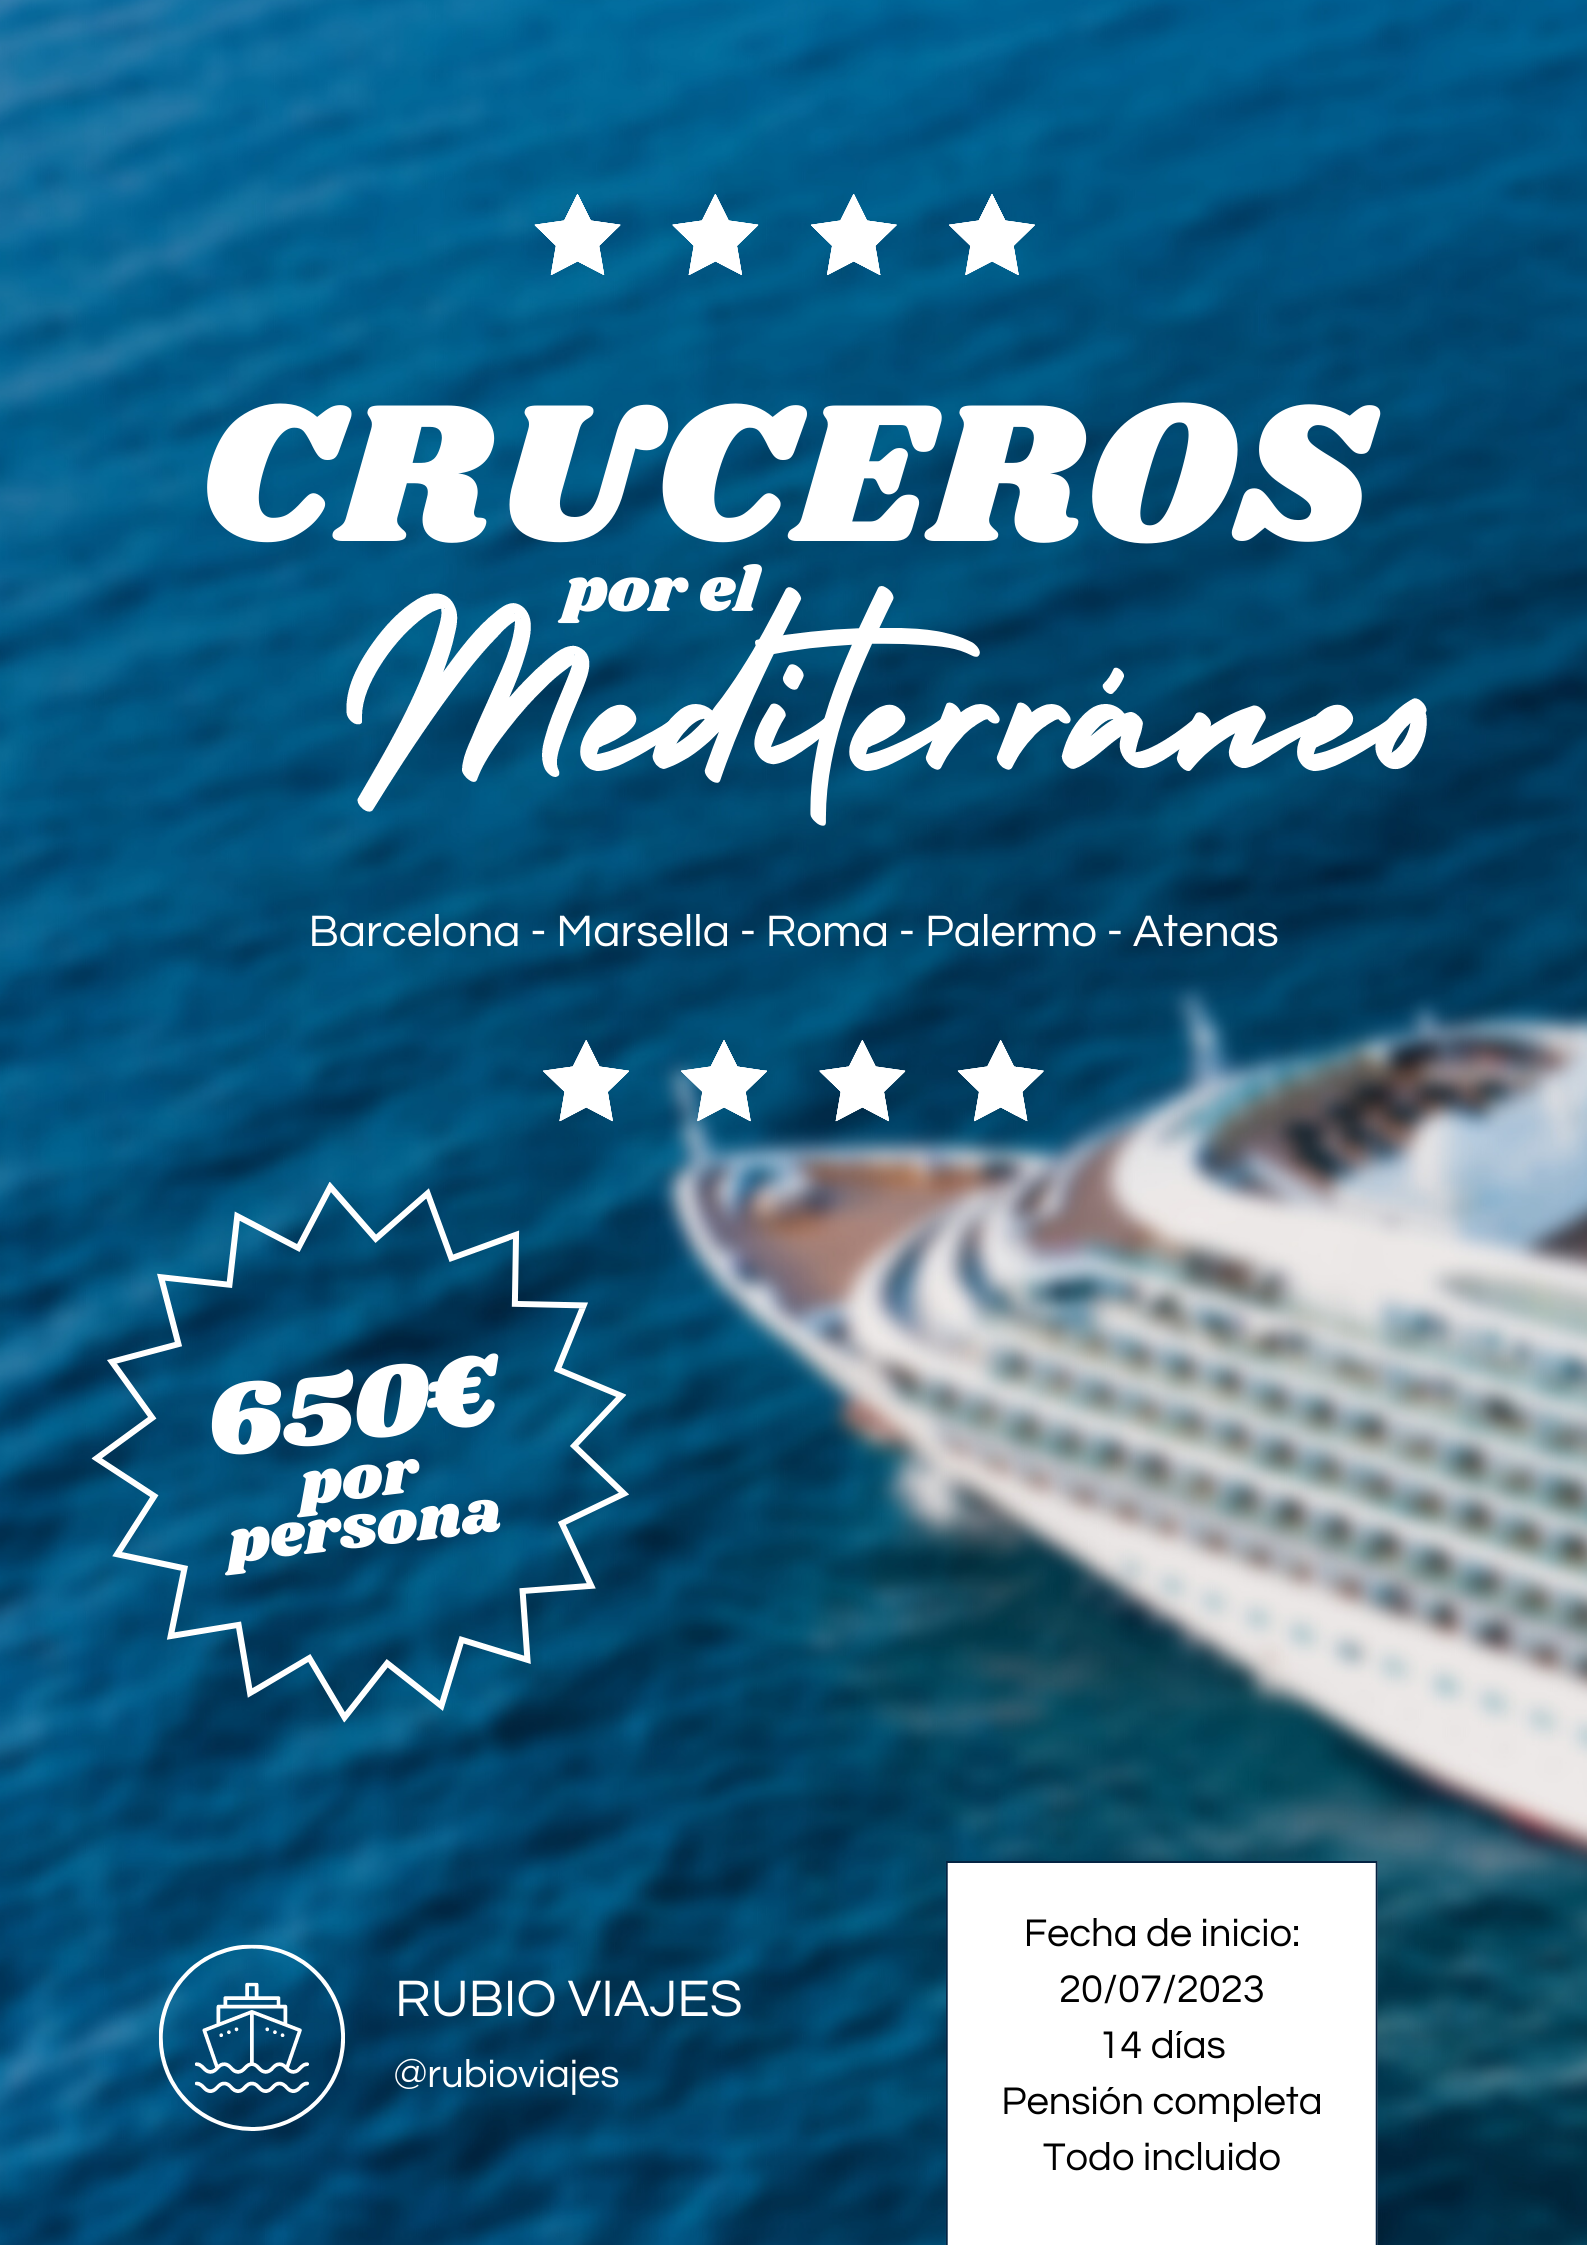 CRUCEROS
por el
Mediterráneo
Barcelona - Marsella - Roma - Palermo - Atenas
650€
por
persona
RUBIO VIAJES
@rubioviajes
Fecha de inicio:
20/07/2023
14 días
Pensión completa
Todo incluido